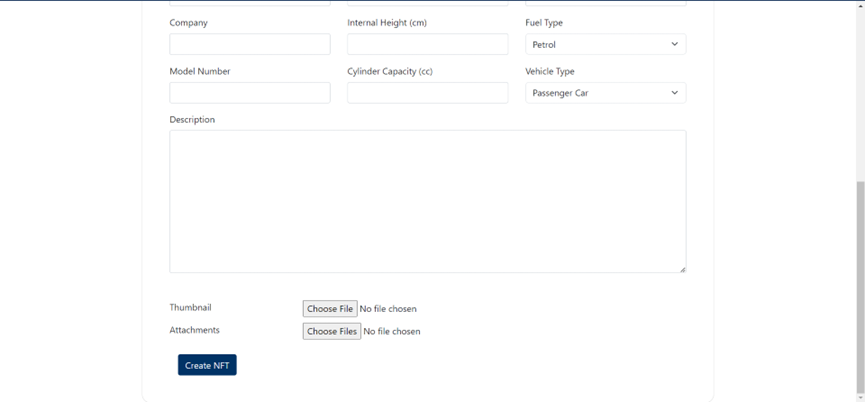 Company Internal Height (cm) Fuel Type
Petrol
Model Number Cylinder Capacity (cc) Vehicle Type
Passenger Car
Description
Thumbnail Choose File No file chosen
Attachments Choose Files No file chosen
Create NFT